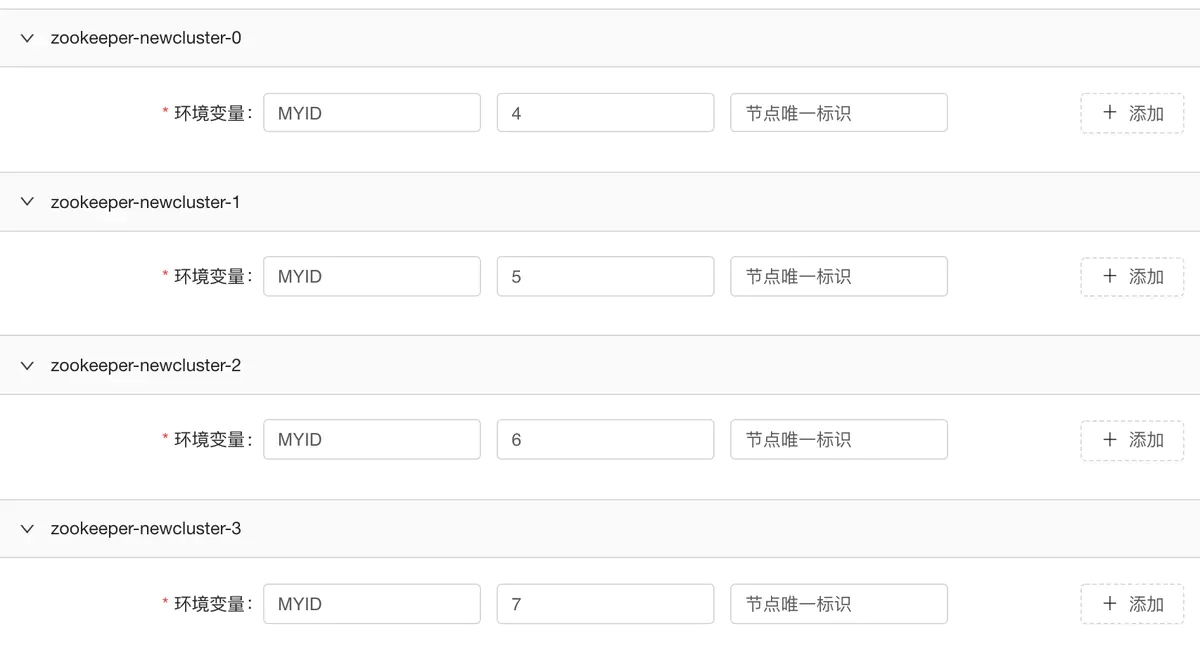 zookeeper-newcluster-0
* 环境变量: MYID 4 节点唯一标识 + 添加
zookeeper-newcluster-1
* 环境变量: MYID 5 节点唯一标识 + 添加
zookeeper-newcluster-2
* 环境变量: MYID 6 节点唯一标识 + 添加
zookeeper-newcluster-3
* 环境变量: MYID 7 节点唯一标识 + 添加